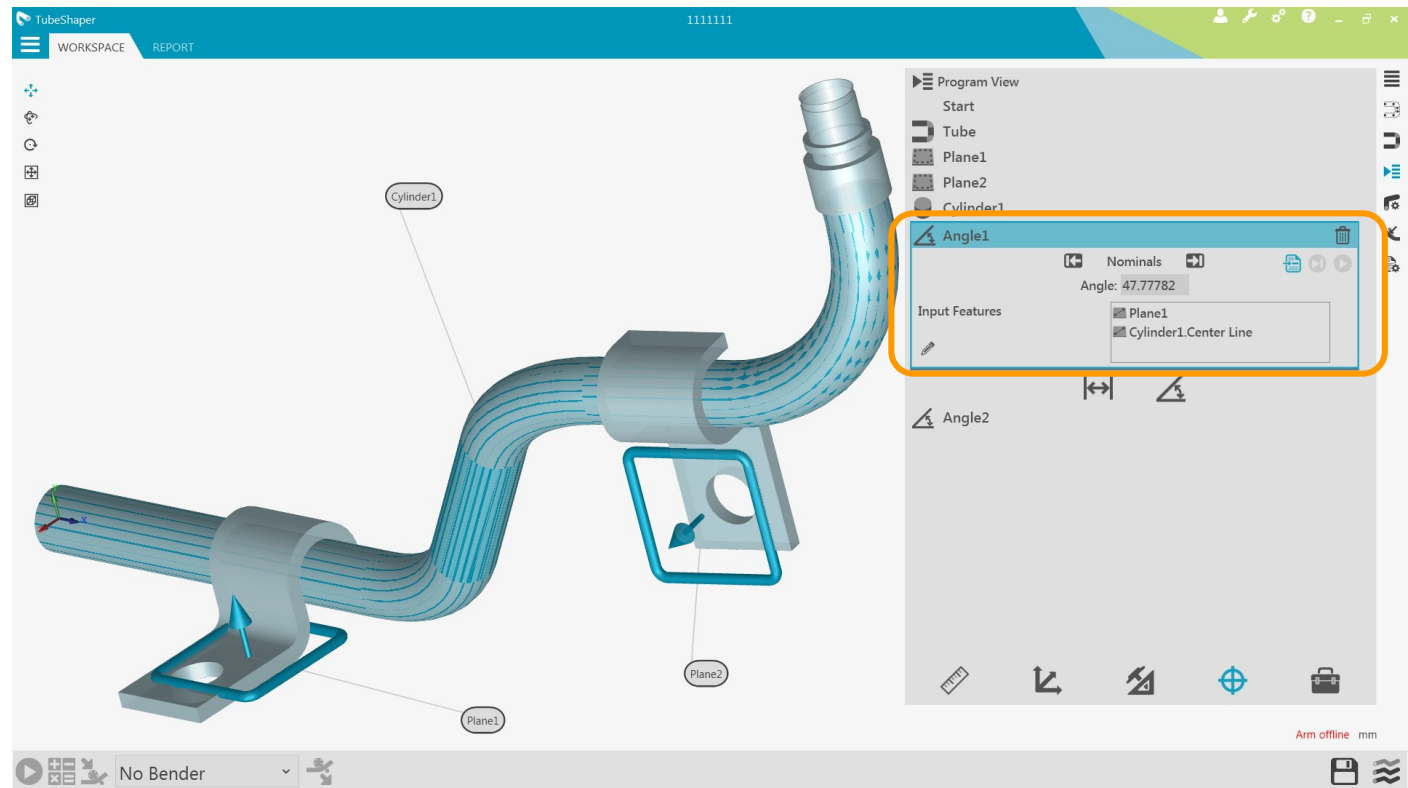 TubeShaper
1111111
WORKSPACE
REPORT
Program View
Start
Tube
Plane1
Plane2
Cylinder1
Angle1
Nominals
Angle: 47.77782
Input Features
Plane1
Cylinder1.Center Line
Angle2
Cylinder1
Plane2
Plane1
x
Arm offline mm
No Bender